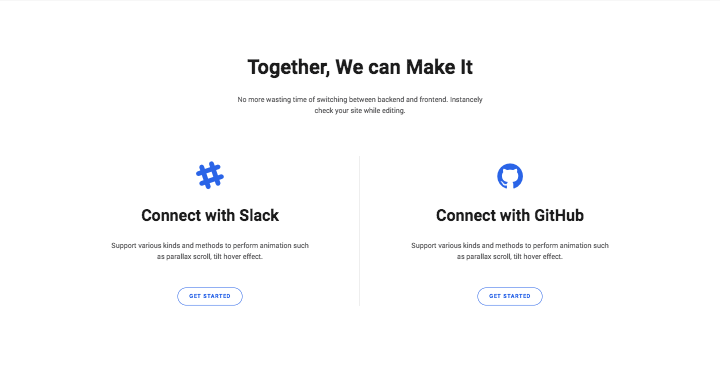 Together, We can Make It
No more wasting time of switching between backend and frontend. Instancely
check your site while editing.
Connect with Slack
Support various kinds and methods to perform animation such
as parallax scroll, tilt hover effect.
GET STARTED
Connect with GitHub
Support various kinds and methods to perform animation such
as parallax scroll, tilt hover effect.
GET STARTED